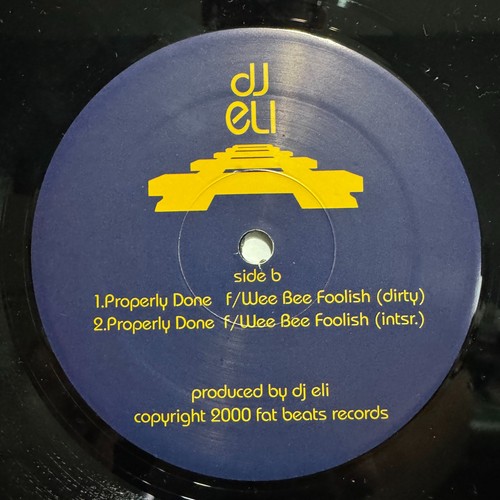 dJ
eLI
side b
1.Properly Done f/Wee Bee Foolish (dirty)
2.Properly Done f/Wee Bee Foolish (intsr.)
produced by dj eli
copyright 2000 fat beats records